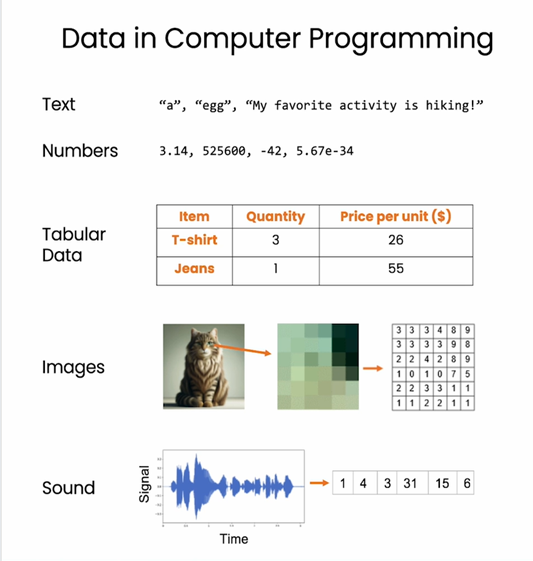 Data in Computer Programming
Text
“a”, “egg”, “My favorite activity is hiking!”
Numbers
3.14, 525600, -42, 5.67e-34
Tabular
Data
Item Quantity Price per unit ($)
T-shirt 3 26
Jeans 1 55
Images
3 3 3 4 8 9
3 3 3 3 9 8
2 2 4 2 8 9
1 0 1 0 7 5
2 2 3 3 1 1
1 1 2 2 1 1
Sound
Signal
Time
1 4 3 31 15 6